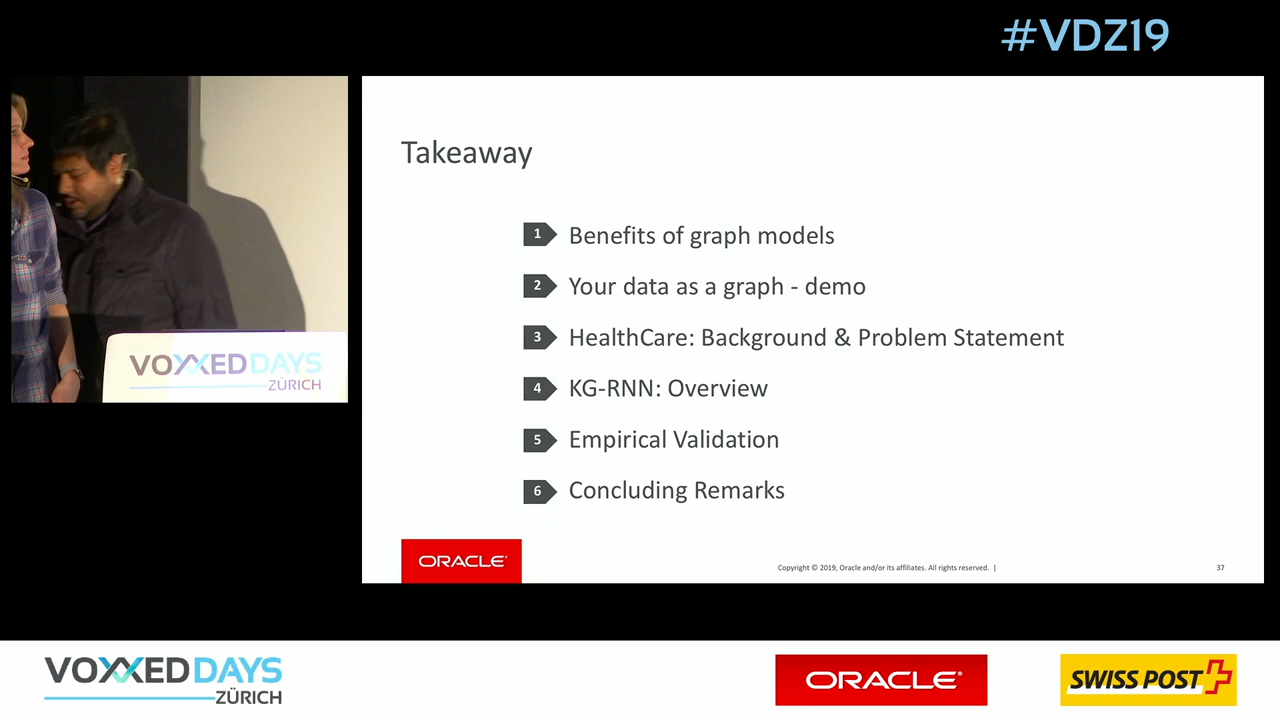 #VDZ19
Takeaway
1 Benefits of graph models
2 Your data as a graph - demo
3 HealthCare: Background & Problem Statement
4 KG-RNN: Overview
5 Empirical Validation
6 Concluding Remarks
ORACLE
Copyright © 2019, Oracle and/or its affiliates. All rights reserved. |
37
VOXXED DAYS
ZÜRICH
VOXXED DAYS
ZÜRICH
ORACLE
SWISS POST